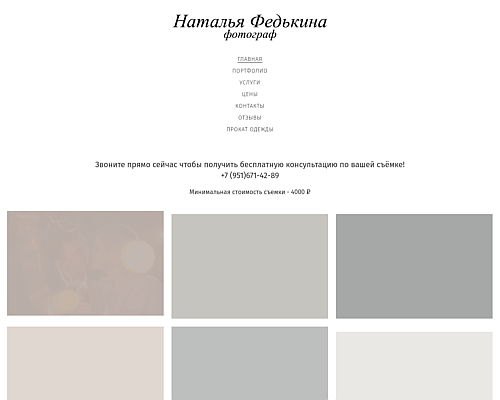 Наталья Федькина
фотограф
ГЛАВНАЯ
ПОРТФОЛИО
УСЛУГИ
ЦЕНЫ
КОНТАКТЫ
ОТЗЫВЫ
ПРОКАТ ОДЕЖДЫ
Звоните прямо сейчас чтобы получить бесплатную консультацию по вашей съёмке!
+7 (951)671-42-89
Минимальная стоимость съемки - 4000 ₽